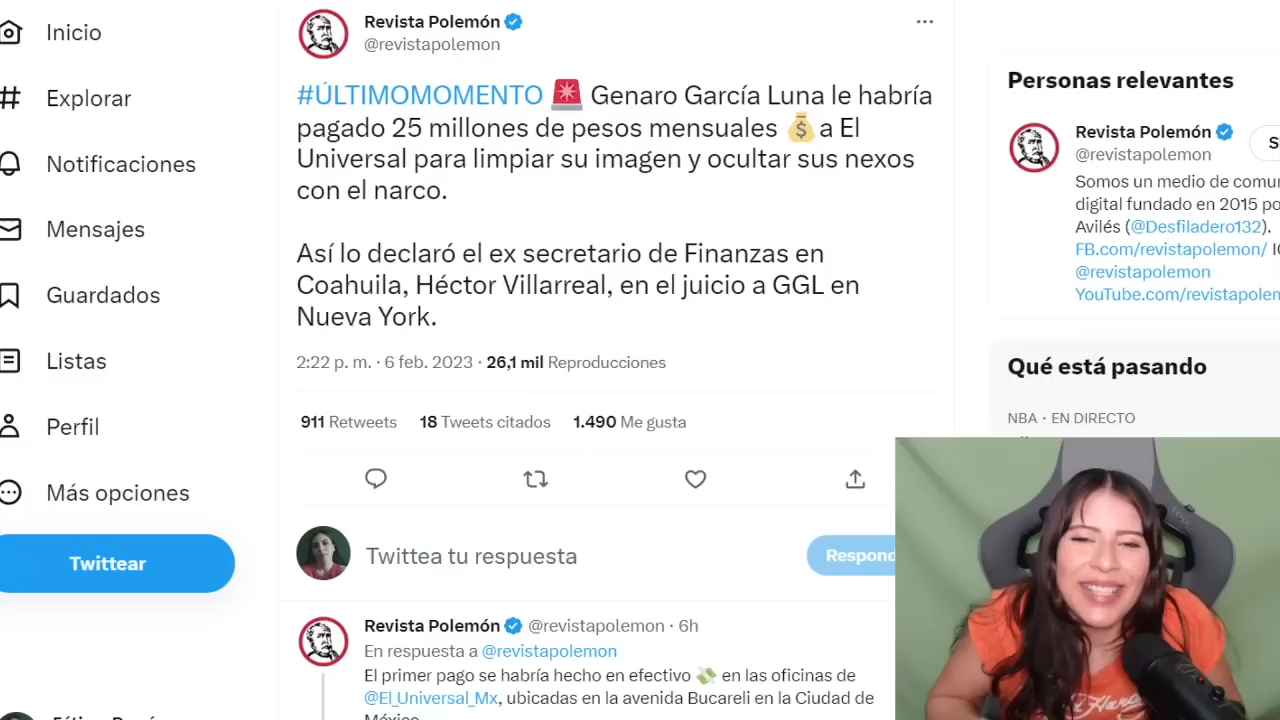 Inicio
Explorar
Notificaciones
Mensajes
Guardados
Listas
Perfil
Más opciones
Twittear
Revista Polemón
@revistapolemon
#ÚLTIMOMOMENTO 🚨 Genaro García Luna le habría
pagado 25 millones de pesos mensuales 💰a El
Universal para limpiar su imagen y ocultar sus nexos
con el narco.
Así lo declaró el ex secretario de Finanzas en
Coahuila, Héctor Villarreal, en el juicio a GGL en
Nueva York.
2:22 p. m. · 6 feb. 2023 · 26,1 mil Reproducciones
911 Retweets 18 Tweets citados 1.490 Me gusta
Twittea tu respuesta
Respond
Revista Polemón @revistapolemon · 6h
En respuesta a @revistapolemon
El primer pago se habría hecho en efectivo 💸 en las oficinas de
@El_Universal_Mx, ubicadas en la avenida Bucareli en la Ciudad de
México
Personas relevantes
Revista Polemón
@revistapolemon
S
Somos un medio de comu
digital fundado en 2015 po
Avilés (@Desfiladero132).
FB.com/revistapolemon/ I
@revistapolemon
YouTube.com/revistapolem
Qué está pasando
NBA · EN DIRECTO